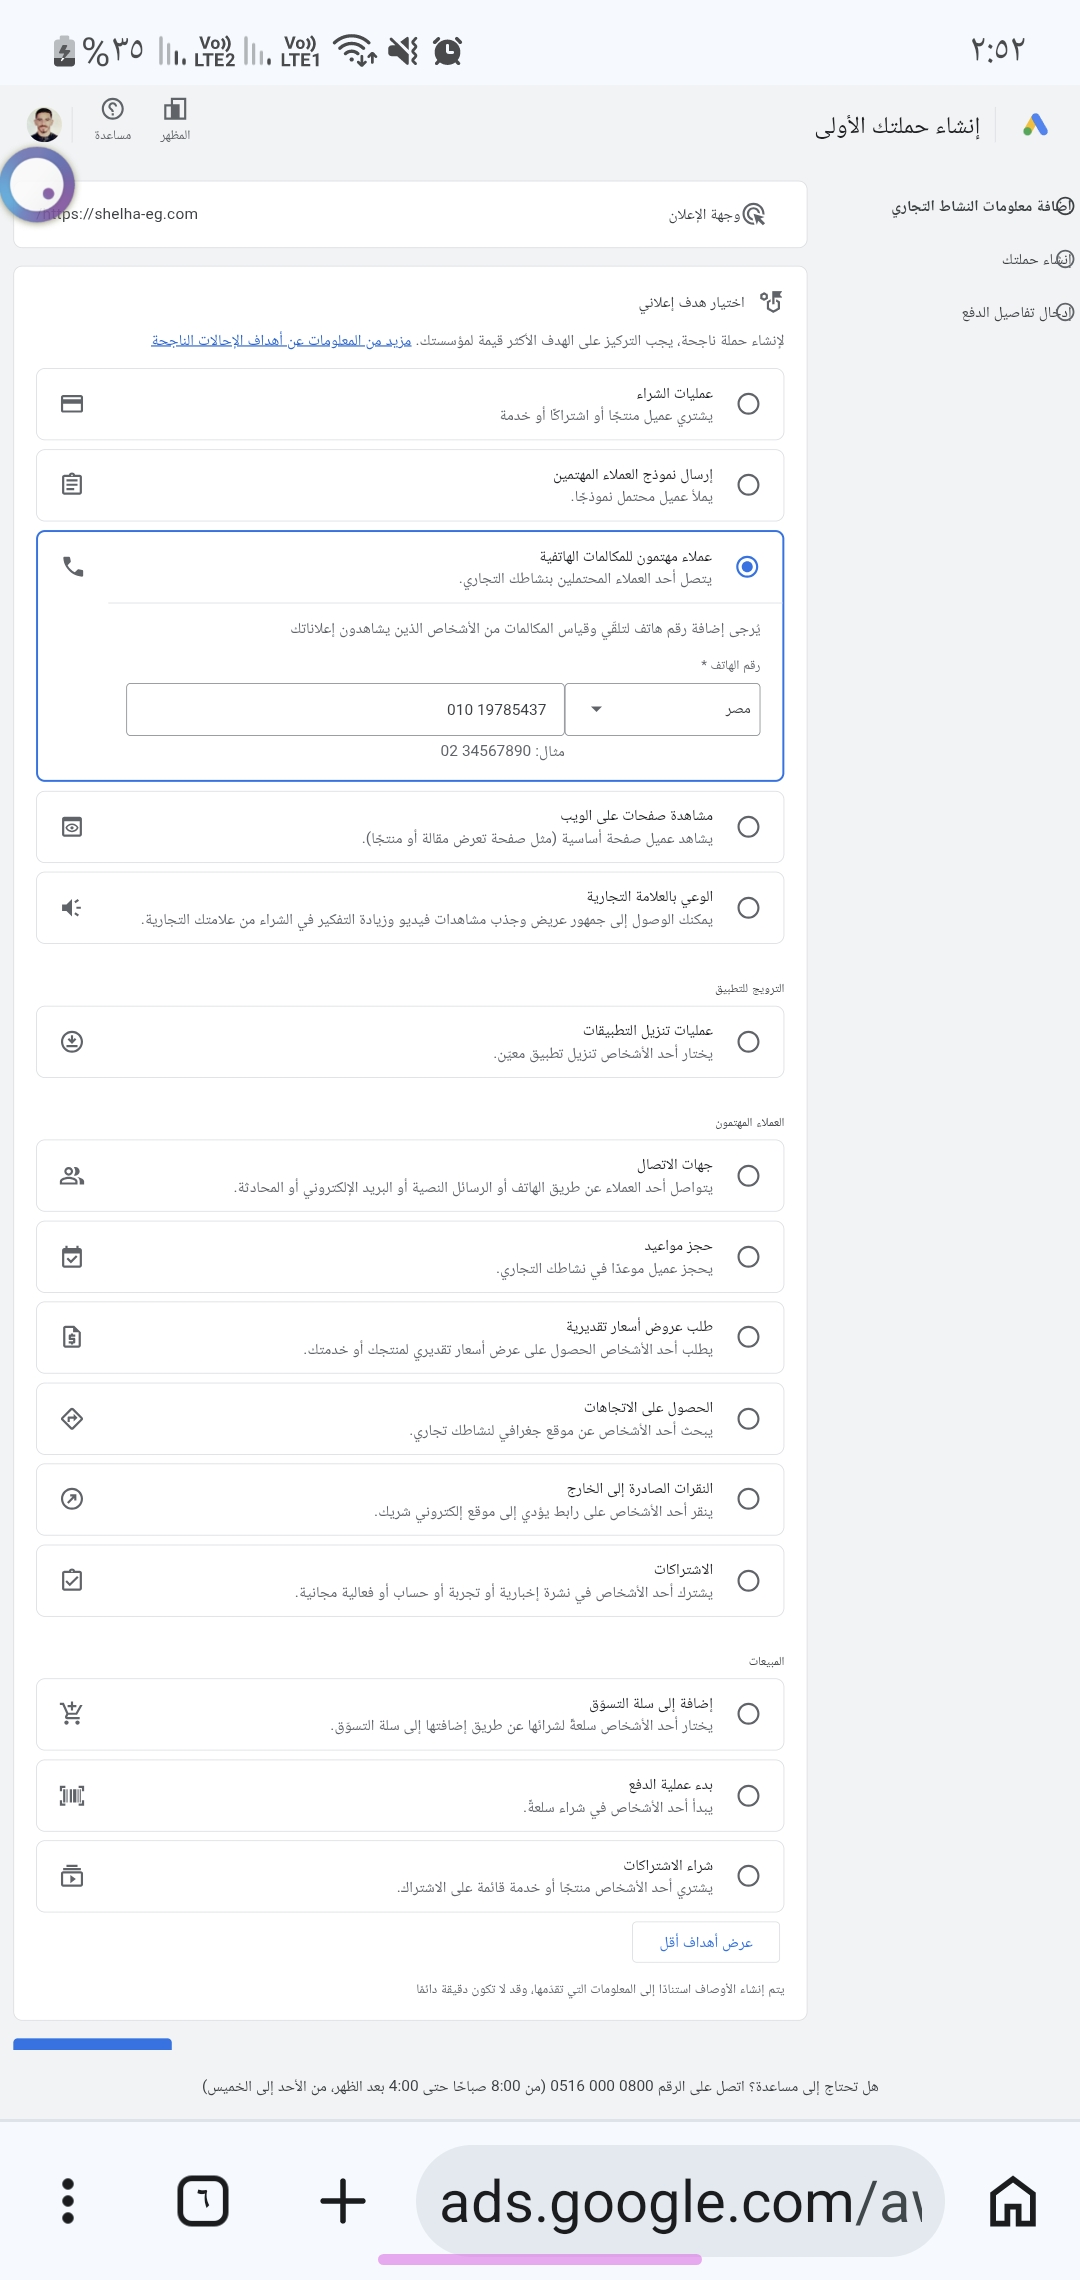 ٢:٥٢
Vo)) LTE1
Vo)) LTE2
%٣٥
إنشاء حملتك الأولى
المظهر
مساعدة
إضافة معلومات النشاط التجاري
إنشاء حملتك
إدخال تفاصيل الدفع
وجهة الإعلان
https://shelha-eg.com/
اختيار هدف إعلاني
لإنشاء حملة ناجحة، يجب التركيز على الهدف الأكثر قيمة لمؤسستك. مزيد من المعلومات عن أهداف الإحالات الناجحة
عمليات الشراء
يشتري عميل منتجًا أو اشتراكًا أو خدمة
إرسال نموذج العملاء المهتمين
يملأ عميل محتمل نموذجًا.
عملاء مهتمون للمكالمات الهاتفية
يتصل أحد العملاء المحتملين بنشاطك التجاري.
يُرجى إضافة رقم هاتف لتلقّي وقياس المكالمات من الأشخاص الذين يشاهدون إعلاناتك
رقم الهاتف *
مصر
010 19785437
مثال: 34567890 02
مشاهدة صفحات على الويب
يشاهد عميل صفحة أساسية (مثل صفحة تعرض مقالة أو منتجًا).
الوعي بالعلامة التجارية
يمكنك الوصول إلى جمهور عريض وجذب مشاهدات فيديو وزيادة التفكير في الشراء من علامتك التجارية.
الترويج للتطبيق
عمليات تنزيل التطبيقات
يختار أحد الأشخاص تنزيل تطبيق معيّن.
العملاء المهتمون
جهات الاتصال
يتواصل أحد العملاء عن طريق الهاتف أو الرسائل النصية أو البريد الإلكتروني أو المحادثة.
حجز مواعيد
يحجز عميل موعدًا في نشاطك التجاري.
طلب عروض أسعار تقديرية
يطلب أحد الأشخاص الحصول على عرض أسعار تقديري لمنتجك أو خدمتك.
الحصول على الاتجاهات
يبحث أحد الأشخاص عن موقع جغرافي لنشاطك تجاري.
النقرات الصادرة إلى الخارج
ينقر أحد الأشخاص على رابط يؤدي إلى موقع إلكتروني شريك.
الاشتراكات
يشترك أحد الأشخاص في نشرة إخبارية أو تجربة أو حساب أو فعالية مجانية.
المبيعات
إضافة إلى سلة التسوّق
يختار أحد الأشخاص سلعةً لشرائها عن طريق إضافتها إلى سلة التسوّق.
بدء عملية الدفع
يبدأ أحد الأشخاص في شراء سلعةٍ.
شراء الاشتراكات
يشتري أحد الأشخاص منتجًا أو خدمة قائمة على الاشتراك.
عرض أهداف أقل
يتم إنشاء الأوصاف استنادًا إلى المعلومات التي تقدّمها، وقد لا تكون دقيقة دائمًا
هل تحتاج إلى مساعدة؟ اتصل على الرقم 0800 000 0516 (من 8:00 صباحًا حتى 4:00 بعد الظهر، من الأحد إلى الخميس)
ads.google.com/a
٦